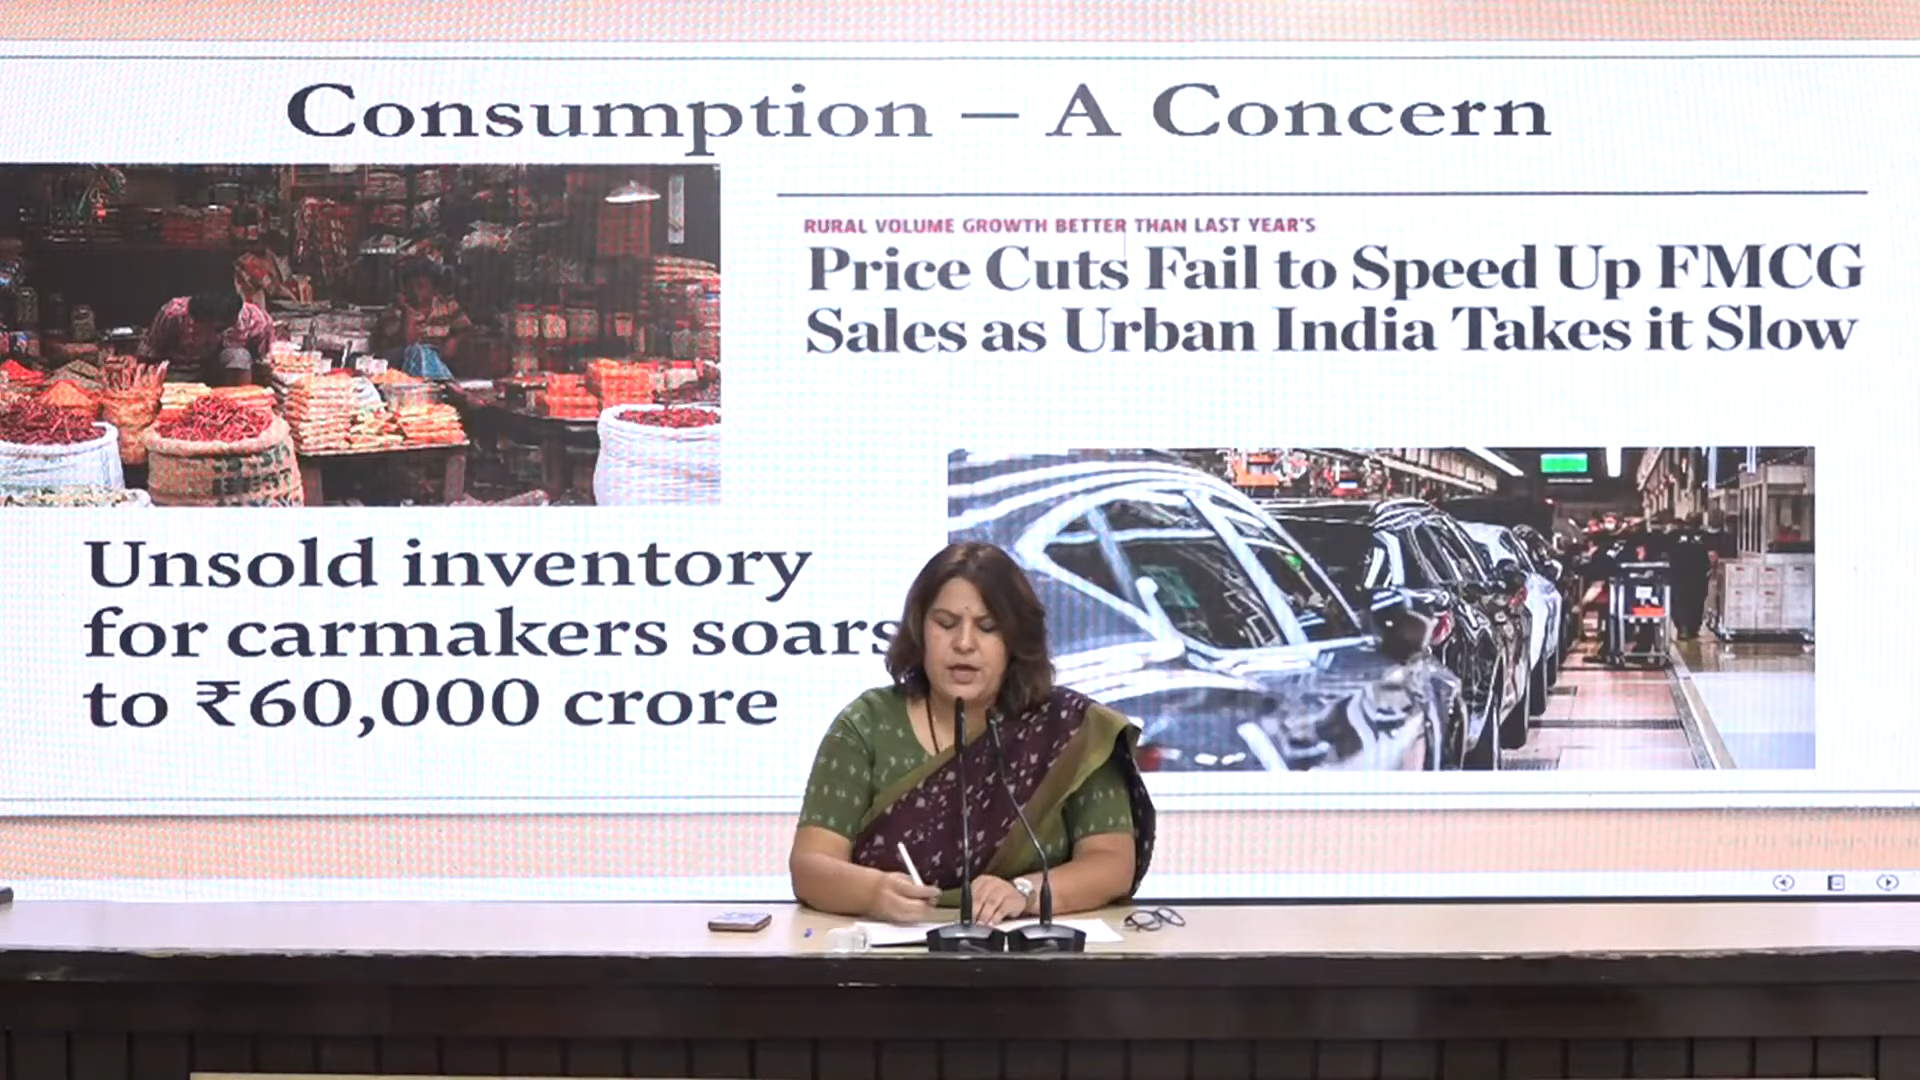 Consumption – A Concern
RURAL VOLUME GROWTH BETTER THAN LAST YEAR'S
Price Cuts Fail to Speed Up FMCG
Sales as Urban India Takes it Slow
Unsold inventory
for carmakers soars
to ₹60,000 crore